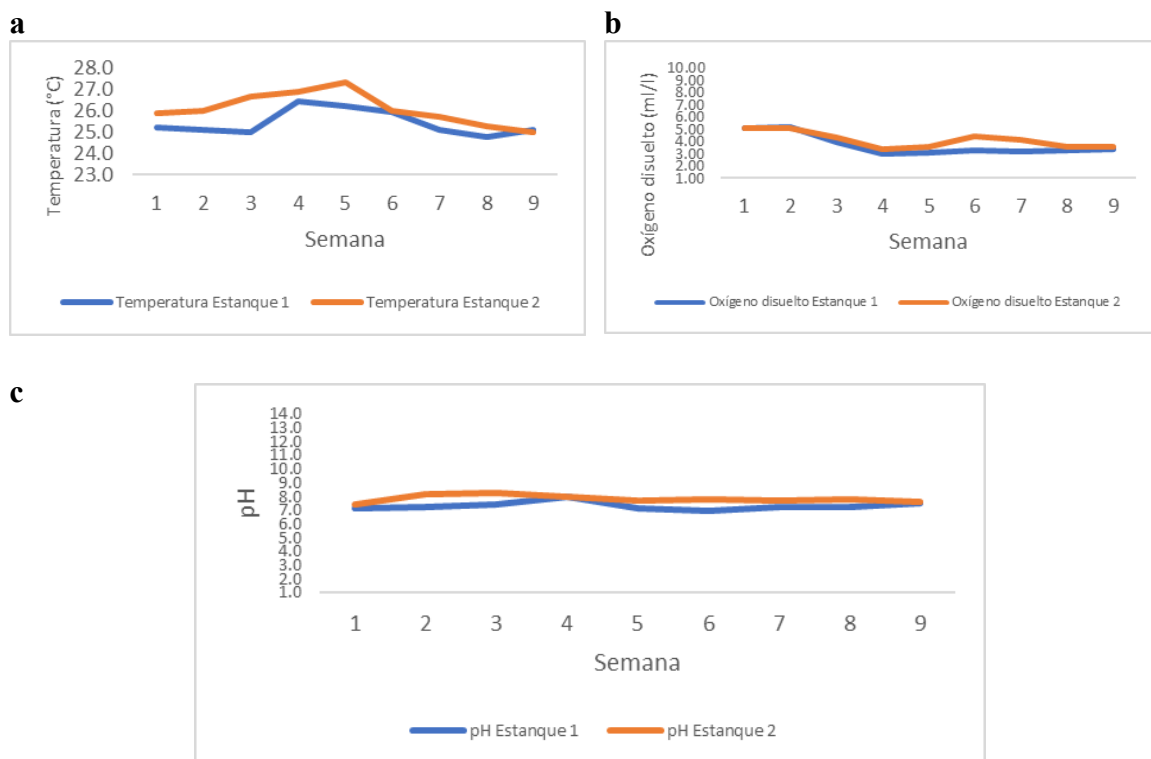 a
Temperatura (°C)
28.0
27.0
26.0
25.0
24.0
23.0
1 2 3 4 5 6 7 8 9
Semana
Temperatura Estanque 1 Temperatura Estanque 2
b
Oxígeno disuelto (ml/l)
10.00
9.00
8.00
7.00
6.00
5.00
4.00
3.00
2.00
1.00
1 2 3 4 5 6 7 8 9
Semana
Oxígeno disuelto Estanque 1 Oxígeno disuelto Estanque 2
c
pH
14.0
13.0
12.0
11.0
10.0
9.0
8.0
7.0
6.0
5.0
4.0
3.0
2.0
1.0
1 2 3 4 5 6 7 8 9
Semana
pH Estanque 1 pH Estanque 2